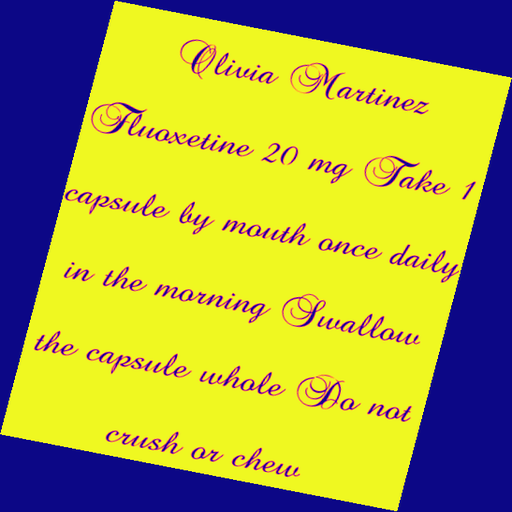 Olivia Martinez
Fluoxetine 20 mg Take 1
capsule by mouth once daily
in the morning Swallow
the capsule whole Do not
crush or chew